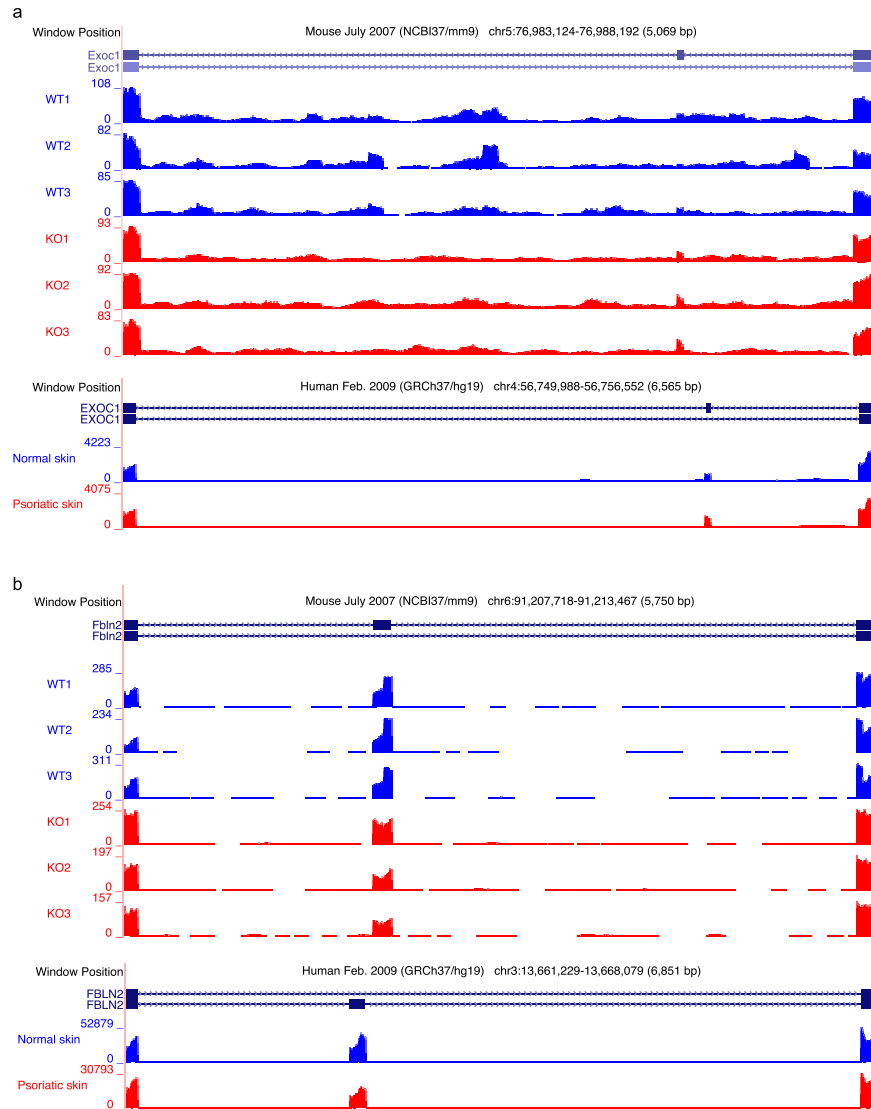 a
Window Position Mouse July 2007 (NCBI37/mm9) chr5:76,983,124-76,988,192 (5,069 bp)
Exoc1
Exoc1
108 _
WT1
0 _
82 _
WT2
0 _
85 _
WT3
0 _
93 _
KO1
0 _
92 _
KO2
0 _
83 _
KO3
0 _
Window Position Human Feb. 2009 (GRCh37/hg19) chr4:56,749,988-56,756,552 (6,565 bp)
EXOC1
EXOC1
4223 _
Normal skin
0 _
4075 _
Psoriatic skin
0 _
b
Window Position Mouse July 2007 (NCBI37/mm9) chr6:91,207,718-91,213,467 (5,750 bp)
Fbln2
Fbln2
285 _
WT1
0 _
234 _
WT2
0 _
311 _
WT3
0 _
254 _
KO1
0 _
197 _
KO2
0 _
157 _
KO3
0 _
Window Position Human Feb. 2009 (GRCh37/hg19) chr3:13,661,229-13,668,079 (6,851 bp)
FBLN2
FBLN2
52879 _
Normal skin
0 _
30793 _
Psoriatic skin
0 _